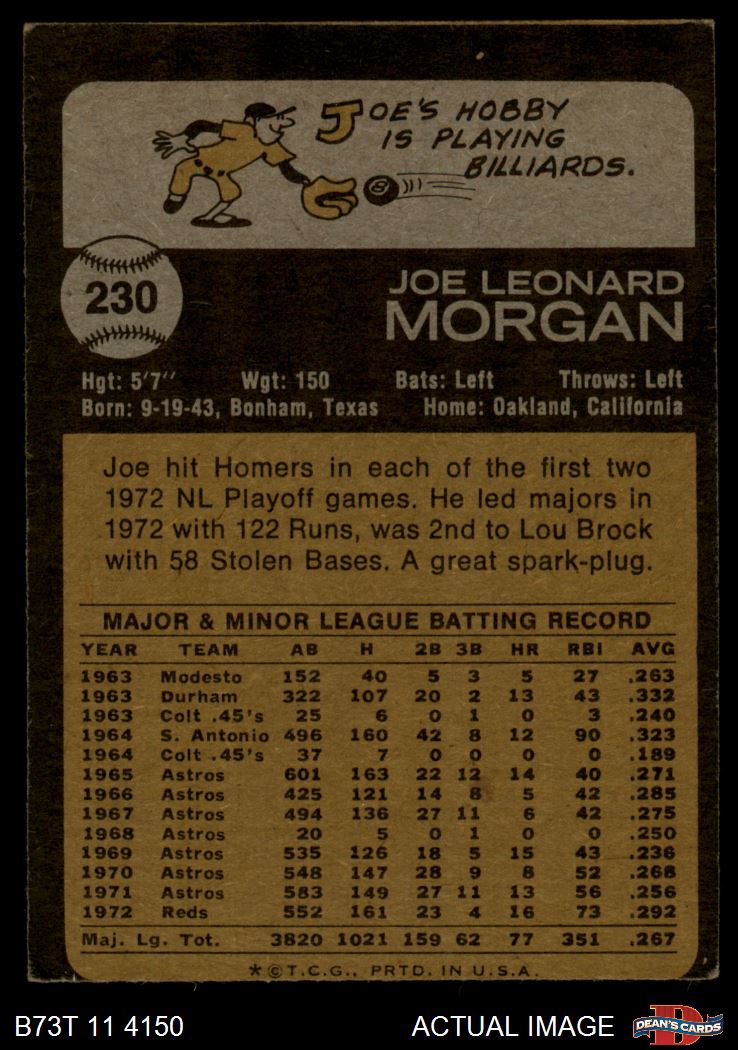 JOE'S HOBBY
IS PLAYING
BILLIARDS.
8
230
JOE LEONARD
MORGAN
Hgt: 5'7" Wgt: 150 Bats: Left Throws: Left
Born: 9-19-43, Bonham, Texas Home: Oakland, California
Joe hit Homers in each of the first two
1972 NL Playoff games. He led majors in
1972 with 122 Runs, was 2nd to Lou Brock
with 58 Stolen Bases. A great spark-plug.
MAJOR & MINOR LEAGUE BATTING RECORD
YEAR TEAM AB H 2B 3B HR RBI AVG
1963 Modesto 152 40 5 3 5 27 .263
1963 Durham 322 107 20 2 13 43 .332
1963 Colt .45's 25 6 0 1 0 3 .240
1964 S. Antonio 496 160 42 8 12 90 .323
1964 Colt .45's 37 7 0 0 0 0 .189
1965 Astros 601 163 22 12 14 40 .271
1966 Astros 425 121 14 8 5 42 .285
1967 Astros 494 136 27 11 6 42 .275
1968 Astros 20 5 0 1 0 0 .250
1969 Astros 535 126 18 5 15 43 .236
1970 Astros 548 147 28 9 8 52 .268
1971 Astros 583 149 27 11 13 56 .256
1972 Reds 552 161 23 4 16 73 .292
Maj. Lg. Tot. 3820 1021 159 62 77 351 .267
*©T.C.G., PRTD. IN U.S.A.
B73T 11 4150 ACTUAL IMAGE D DEAN'S CARDS